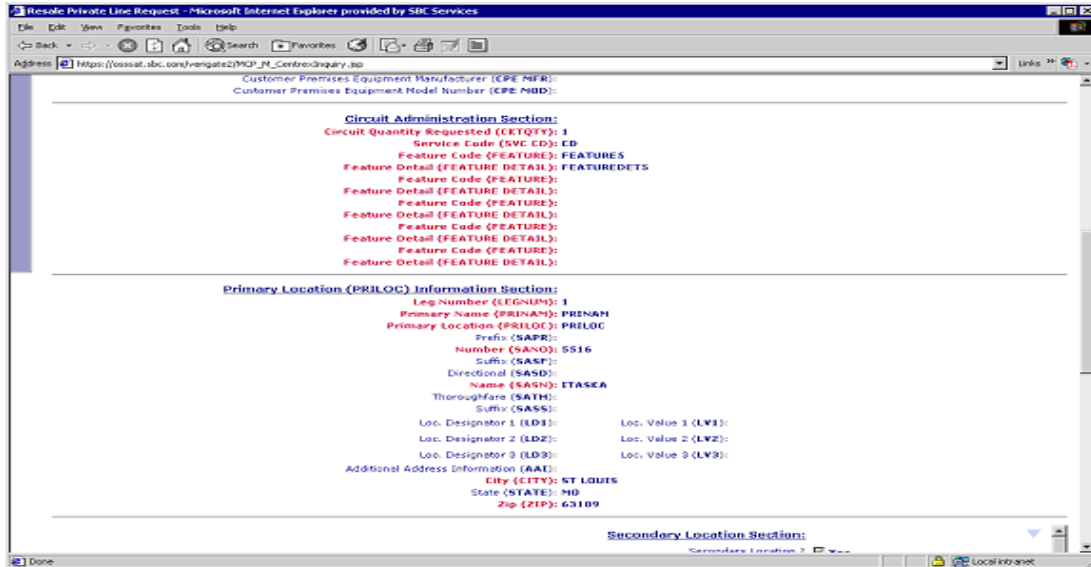 Resale Private Line Request - Microsoft Internet Explorer provided by SBC Services
File Edit View Favorites Tools Help
Back Search Favorites
Address https://osssat.sbc.com/verigate2/MCP_M_CentrexInquiry.jsp Links »
Customer Premises Equipment Manufacturer (CPE MFR):
Customer Premises Equipment Model Number (CPE MOD):
Circuit Administration Section:
Circuit Quantity Requested (CKTQTY): 1
Service Code (SVC CD): CD
Feature Code (FEATURE): FEATURES
Feature Detail (FEATURE DETAIL): FEATUREDETS
Feature Code (FEATURE):
Feature Detail (FEATURE DETAIL):
Feature Code (FEATURE):
Feature Detail (FEATURE DETAIL):
Feature Code (FEATURE):
Feature Detail (FEATURE DETAIL):
Feature Code (FEATURE):
Feature Detail (FEATURE DETAIL):
Primary Location (PRILOC) Information Section:
Leg Number (LEGNUM): 1
Primary Name (PRINAM): PRINAM
Primary Location (PRILOC): PRILOC
Prefix (SAPR):
Number (SANO): 5516
Suffix (SASF):
Directional (SASD):
Name (SASN): ITASKA
Thoroughfare (SATH):
Suffix (SASS):
Loc. Designator 1 (LD1): Loc. Value 1 (LV1):
Loc. Designator 2 (LD2): Loc. Value 2 (LV2):
Loc. Designator 3 (LD3): Loc. Value 3 (LV3):
Additional Address Information (AAI):
City (CITY): ST LOUIS
State (STATE): MO
Zip (ZIP): 63109
Secondary Location Section:
Secondary Location ? Yes
Done Local intranet